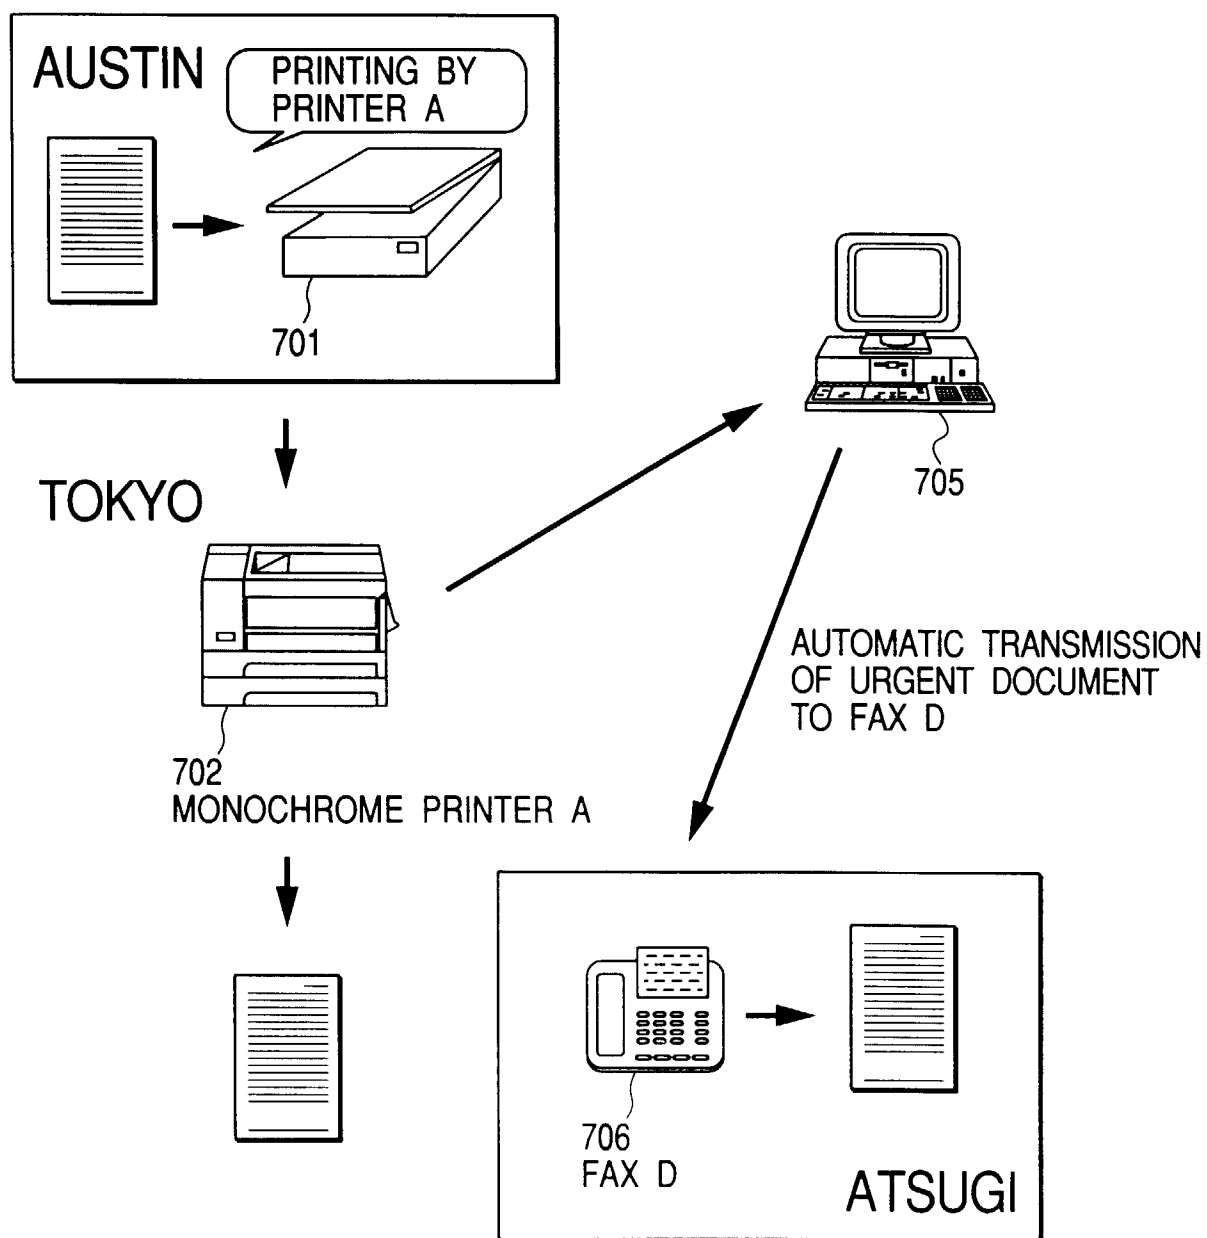 AUSTIN
PRINTING BY
PRINTER A
701
TOKYO
705
702
MONOCHROME PRINTER A
AUTOMATIC TRANSMISSION
OF URGENT DOCUMENT
TO FAX D
706
FAX D
ATSUGI